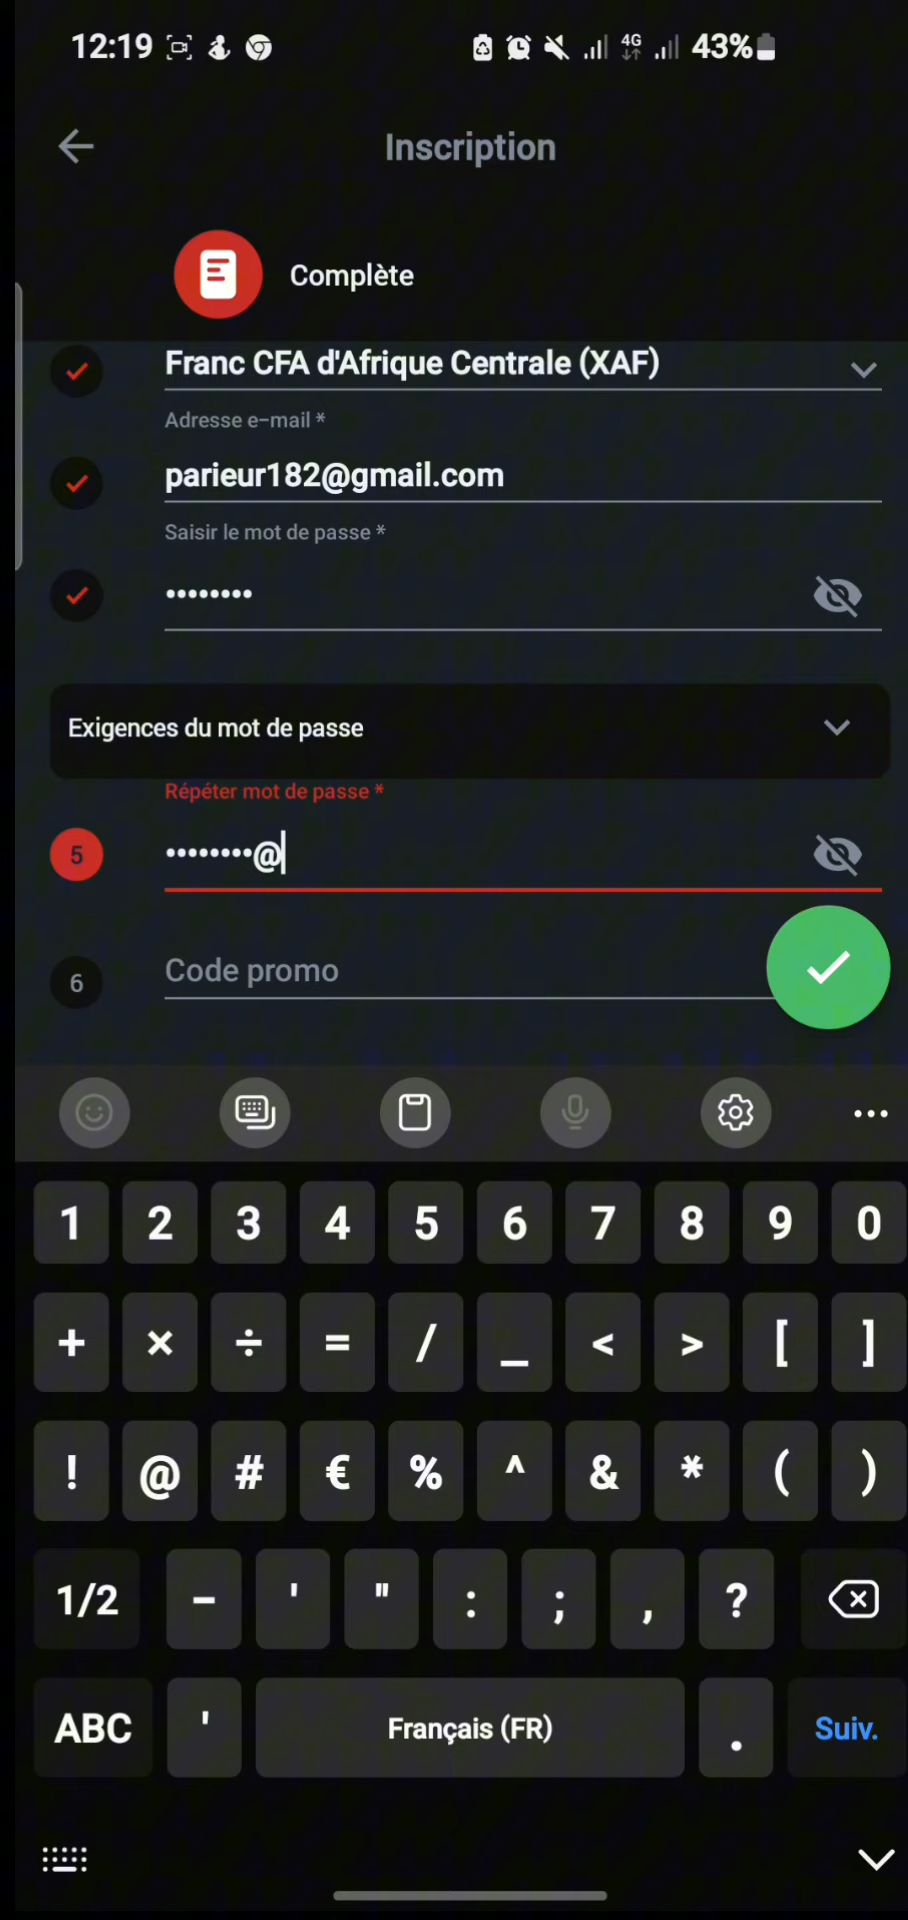 12:19 4G 43%
Inscription
Complète
Franc CFA d'Afrique Centrale (XAF)
Adresse e-mail *
parieur182@gmail.com
Saisir le mot de passe *
••••••••
Exigences du mot de passe
Répéter mot de passe *
5 ••••••••@
6 Code promo
1 2 3 4 5 6 7 8 9 0
+ × ÷ = / _ < > [ ]
! @ # € % ^ & * ( )
1/2 - ' " : ; , ?
ABC ' Français (FR) . Suiv.